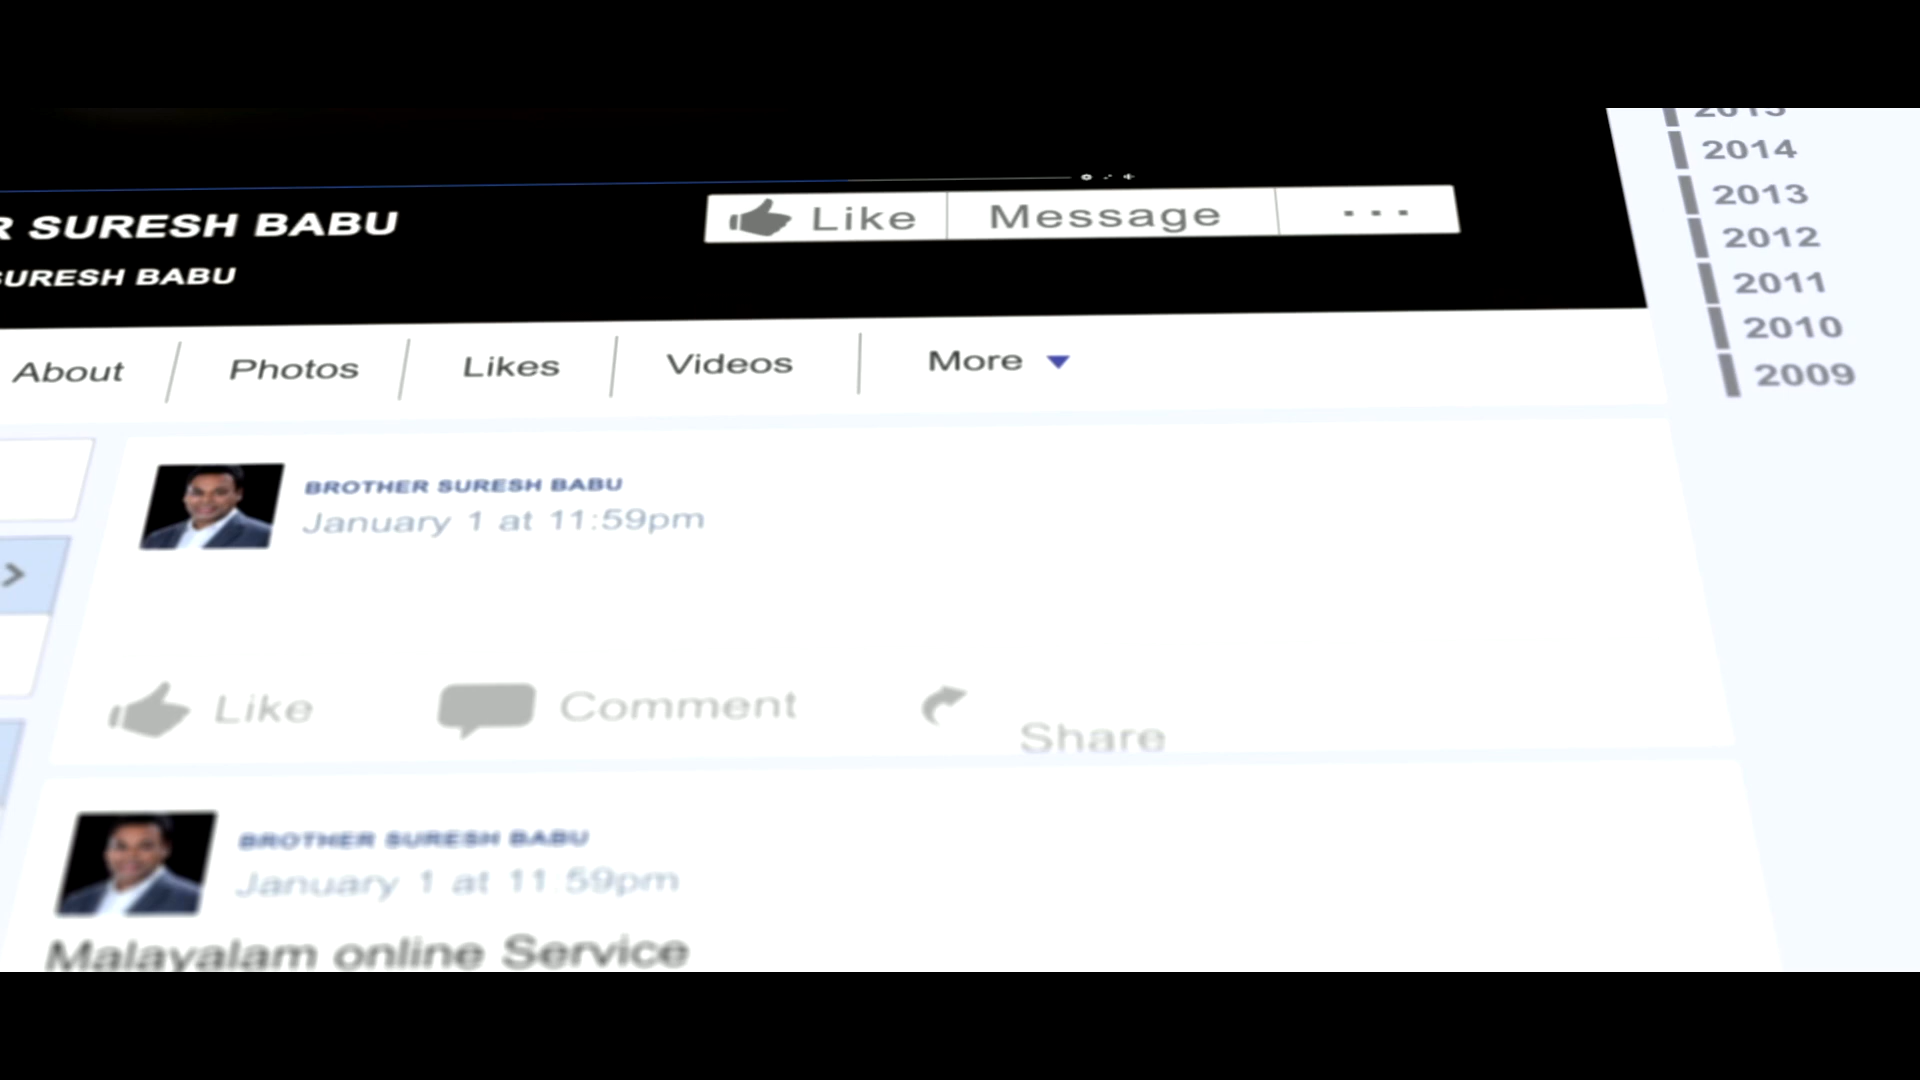 2014
2013
2012
2011
2010
2009
SURESH BABU
Like Message ...
SURESH BABU
About Photos Likes Videos More
BROTHER SURESH BABU
January 1 at 11:59pm
Like Comment Share
BROTHER SURESH BABU
January 1 at 11:59pm
Malayalam online Service